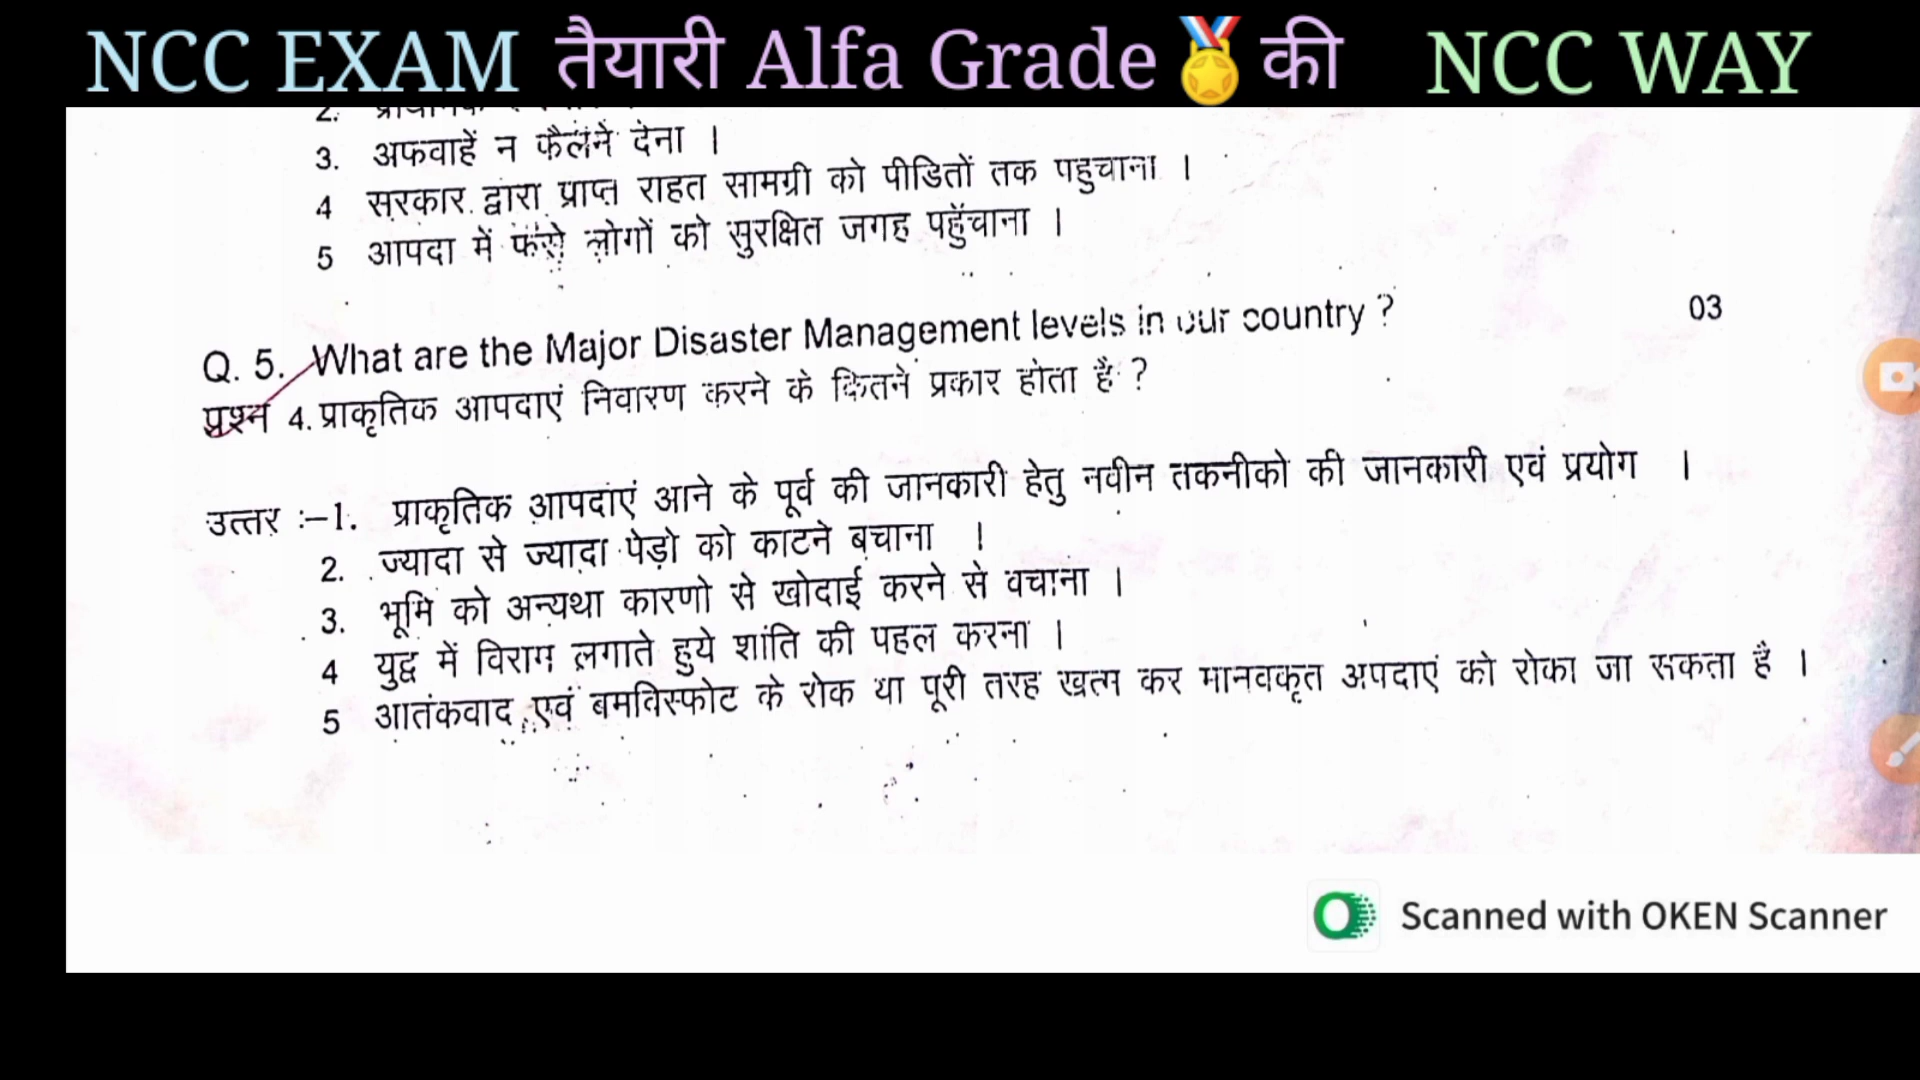 NCC EXAM तैयारी Alfa Grade🏅की NCC WAY
2.
3. अफवाहें न फैलने देना ।
4 सरकार द्वारा प्राप्त राहत सामग्री को पीडितों तक पहुचाना ।
5 आपदा में फंसे लोगों को सुरक्षित जगह पहुँचाना ।
Q. 5. What are the Major Disaster Management levels in our country ? 03
प्रश्न 4. प्राकृतिक आपदाएं निवारण करने के कितने प्रकार होता है ?
उत्तर :–1. प्राकृतिक आपदाएं आने के पूर्व की जानकारी हेतु नवीन तकनीको की जानकारी एवं प्रयोग ।
2. ज्यादा से ज्यादा पेड़ो को काटने बचाना ।
3. भूमि को अन्यथा कारणो से खोदाई करने से वचाना ।
4 युद्व में विराम लगाते हुये शांति की पहल करना ।
5 आतंकवाद एवं बमविस्फोट के रोक या पूरी तरह खत्म कर मानवकृत अपदाएं को रोका जा सकता है ।
Scanned with OKEN Scanner